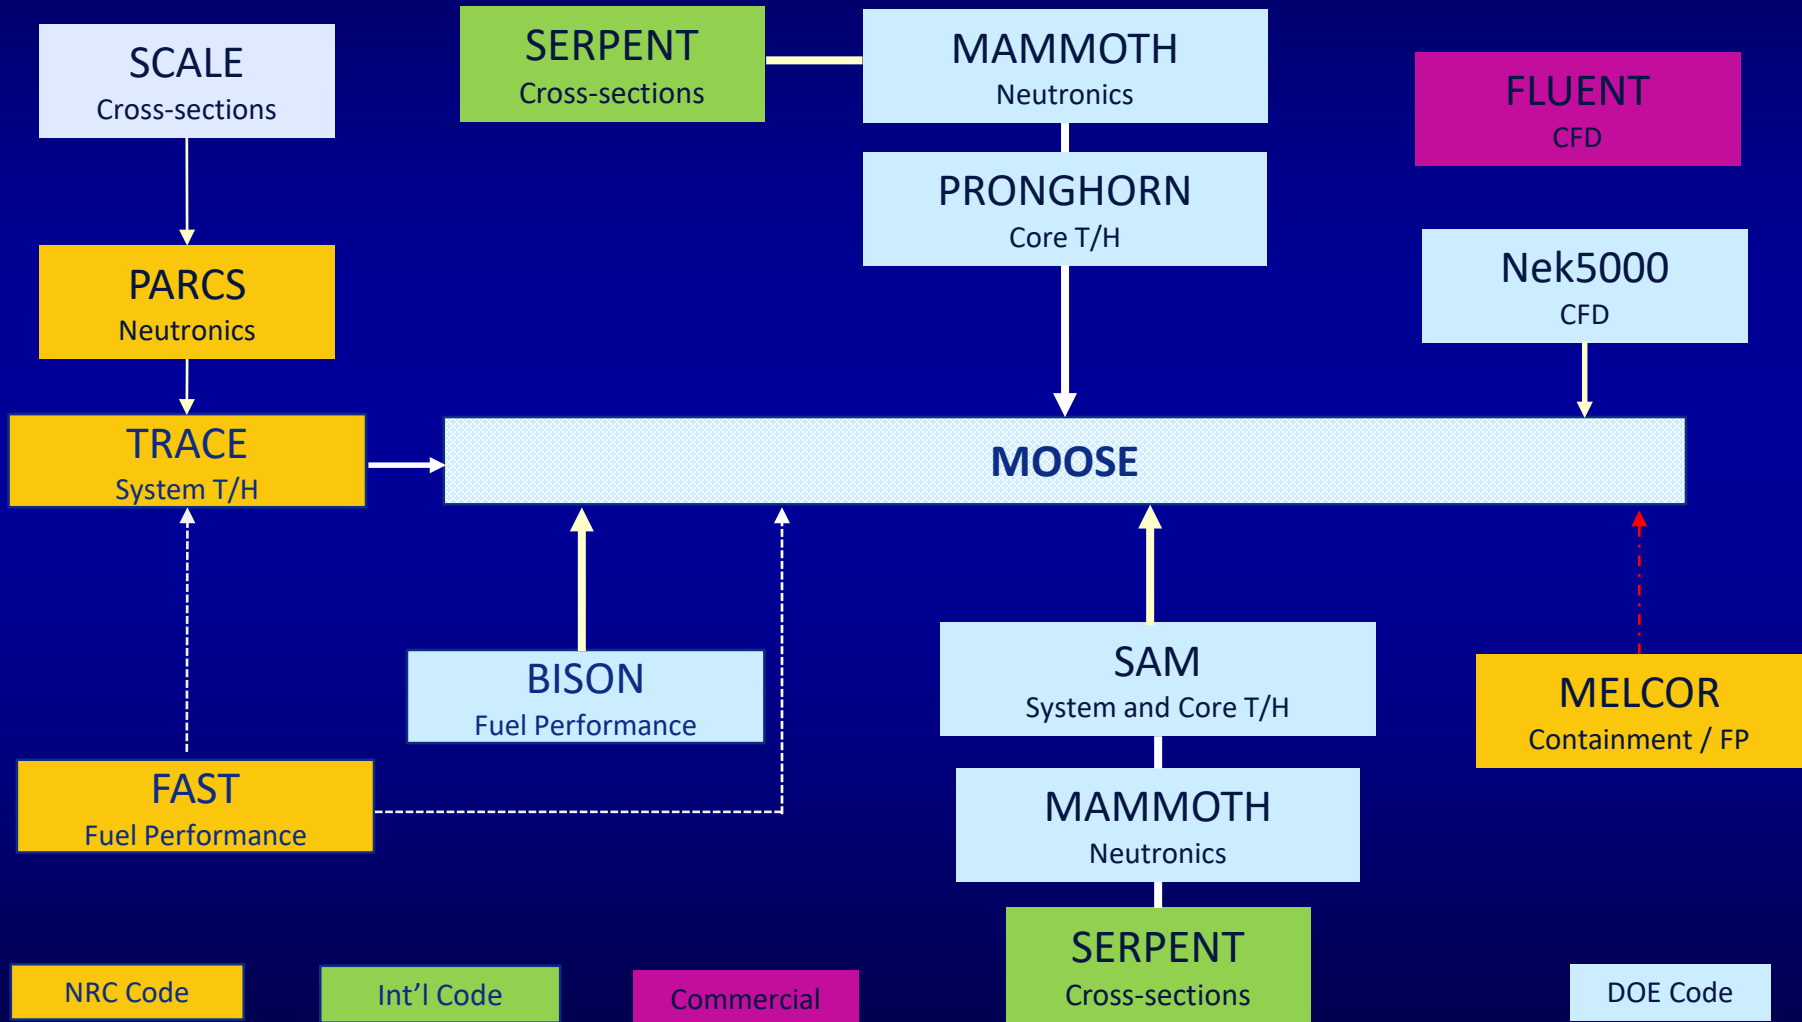 SCALE
Cross-sections
SERPENT
Cross-sections
MAMMOTH
Neutronics
FLUENT
CFD
PRONGHORN
Core T/H
PARCS
Neutronics
Nek5000
CFD
TRACE
System T/H
MOOSE
BISON
Fuel Performance
SAM
System and Core T/H
MELCOR
Containment / FP
FAST
Fuel Performance
MAMMOTH
Neutronics
SERPENT
Cross-sections
NRC Code
Int’l Code
Commercial
DOE Code